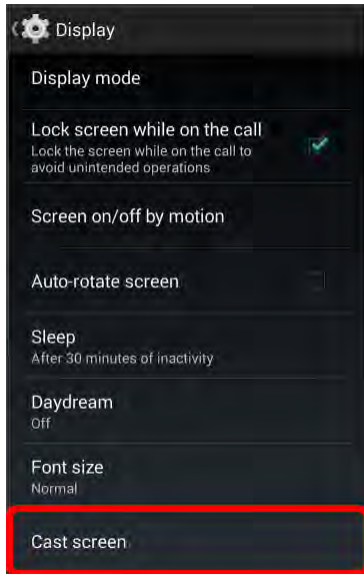 Display
Display mode
Lock screen while on the call
Lock the screen while on the call to
avoid unintended operations
Screen on/off by motion
Auto-rotate screen
Sleep
After 30 minutes of inactivity
Daydream
Off
Font size
Normal
Cast screen